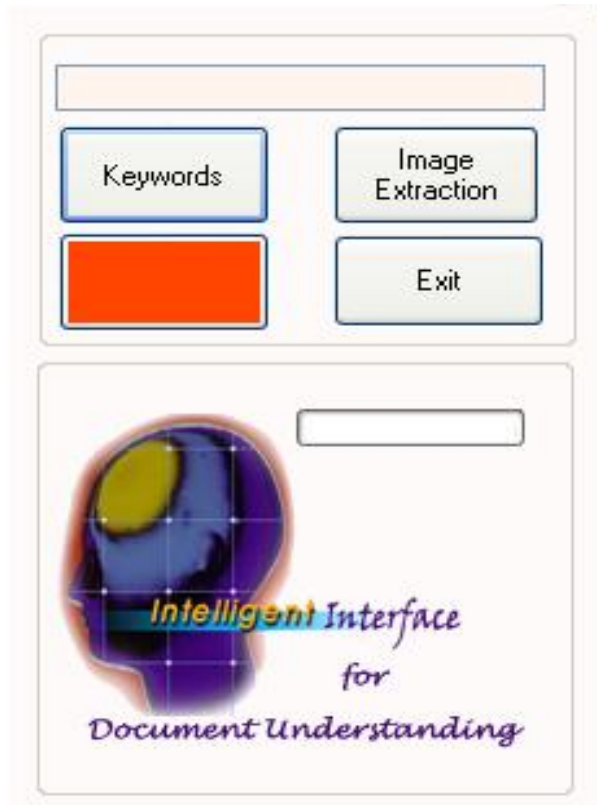 Keywords
Image
Extraction
Exit
Intelligent Interface
for
Document Understanding